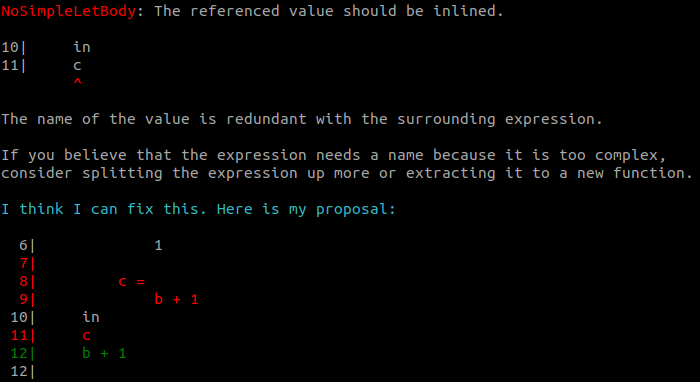 NoSimpleLetBody: The referenced value should be inlined.
10|     in
11|     c
        ^
The name of the value is redundant with the surrounding expression.
If you believe that the expression needs a name because it is too complex,
consider splitting the expression up more or extracting it to a new function.
I think I can fix this. Here is my proposal:
  6|             1
  7|
  8|         c =
  9|             b + 1
 10|     in
 11|     c
 12|     b + 1
 12|